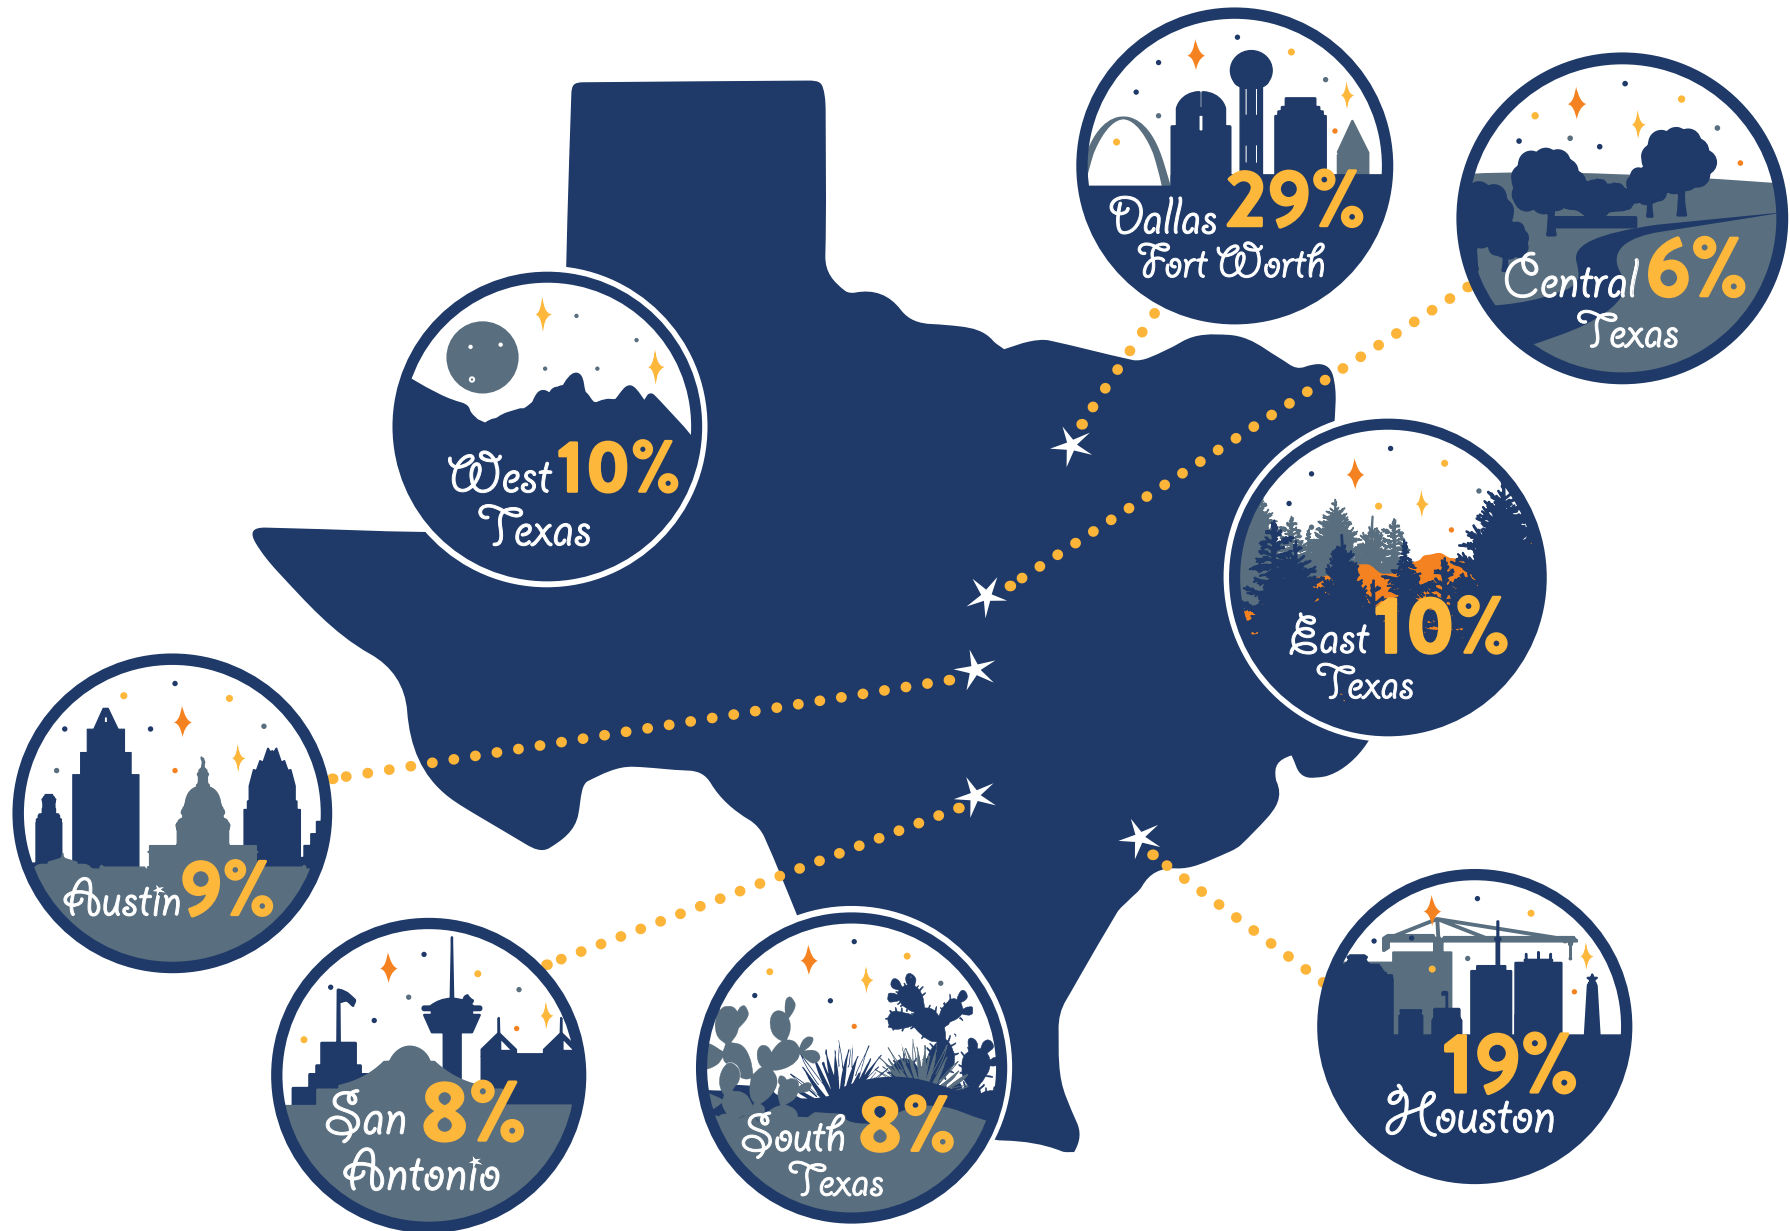 Dallas 29%
Fort Worth
Central 6%
Texas
West 10%
Texas
East 10%
Texas
Austin 9%
San 8%
Antonio
South 8%
Texas
19%
Houston